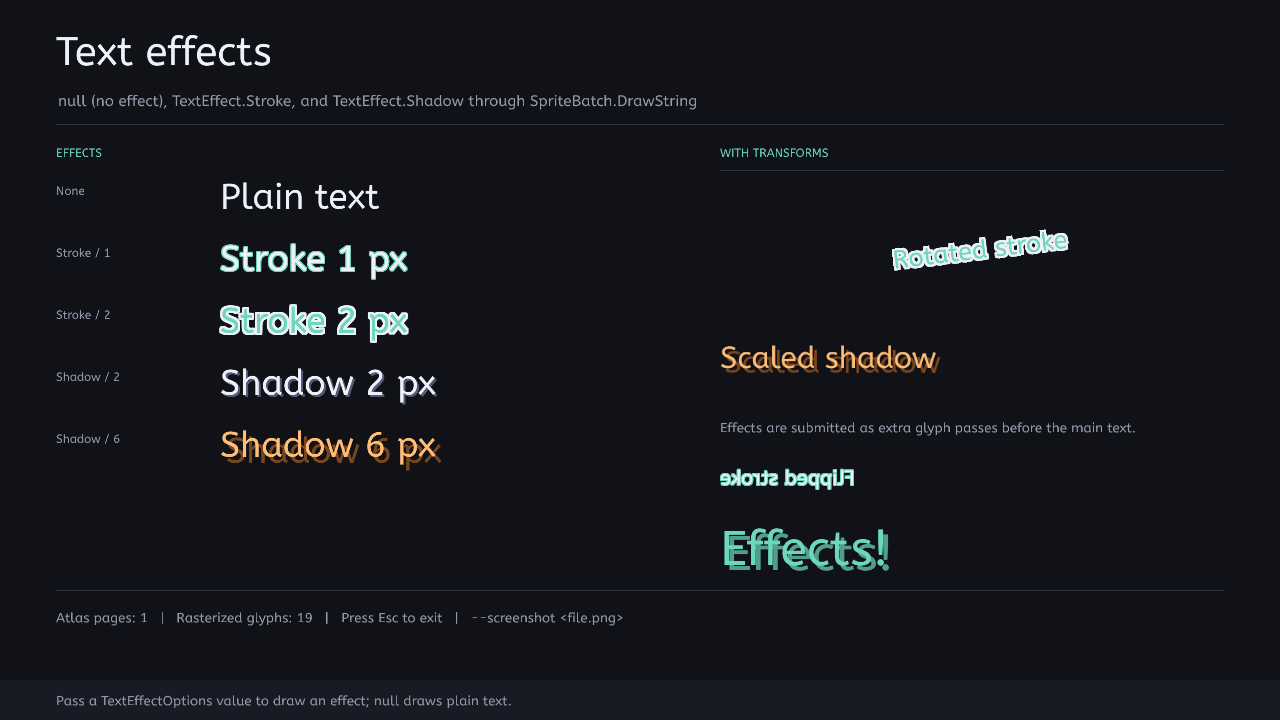 Text effects
null (no effect), TextEffect.Stroke, and TextEffect.Shadow through SpriteBatch.DrawString
EFFECTS
None
Plain text
Stroke / 1
Stroke 1 px
Stroke / 2
Stroke 2 px
Shadow / 2
Shadow 2 px
Shadow / 6
Shadow 6 px
WITH TRANSFORMS
Rotated stroke
Scaled shadow
Effects are submitted as extra glyph passes before the main text.
Flipped stroke
Effects!
Atlas pages: 1 | Rasterized glyphs: 19 | Press Esc to exit | --screenshot <file.png>
Pass a TextEffectOptions value to draw an effect; null draws plain text.